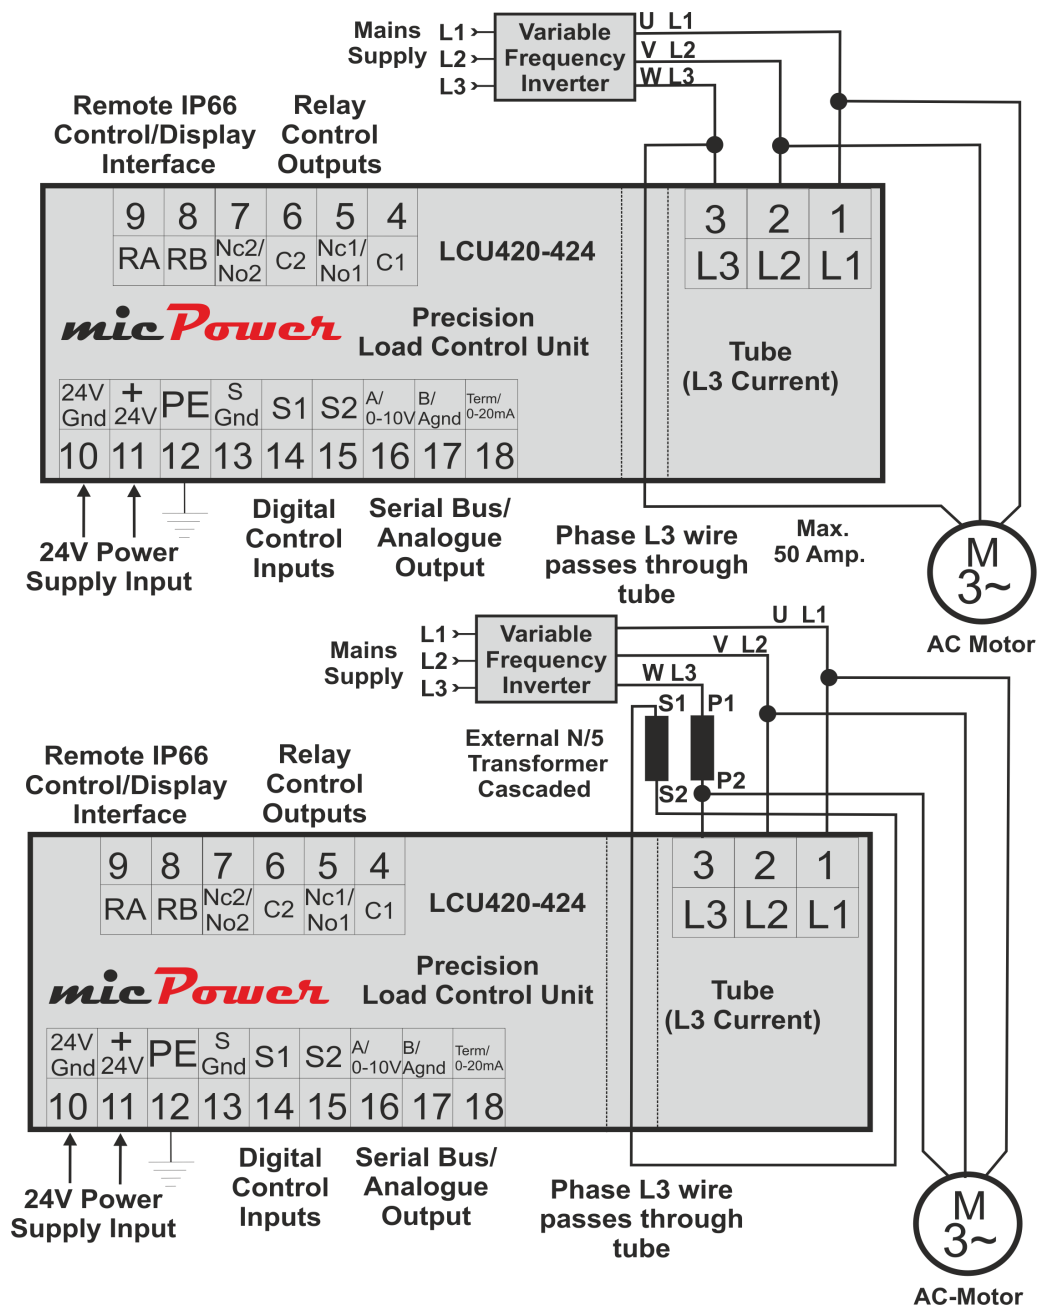 Mains
Supply
L1
L2
L3
Variable
Frequency
Inverter
U L1
V L2
W L3
Remote IP66
Control/Display
Interface
Relay
Control
Outputs
9 8 7 6 5 4
RA RB Nc2/ No2 C2 Nc1/ No1 C1
LCU420-424
3 2 1
L3 L2 L1
micPower
Precision
Load Control Unit
Tube
(L3 Current)
24V Gnd + 24V PE S Gnd S1 S2 A/ 0-10V B/ Agnd Term/ 0-20mA
10 11 12 13 14 15 16 17 18
24V Power
Supply Input
Digital
Control
Inputs
Serial Bus/
Analogue
Output
Phase L3 wire
passes through
tube
Max.
50 Amp.
M
3~
AC Motor
Mains
Supply
L1
L2
L3
Variable
Frequency
Inverter
U L1
V L2
W L3
S1 P1
S2 P2
External N/5
Transformer
Cascaded
Remote IP66
Control/Display
Interface
Relay
Control
Outputs
9 8 7 6 5 4
RA RB Nc2/ No2 C2 Nc1/ No1 C1
LCU420-424
3 2 1
L3 L2 L1
micPower
Precision
Load Control Unit
Tube
(L3 Current)
24V Gnd + 24V PE S Gnd S1 S2 A/ 0-10V B/ Agnd Term/ 0-20mA
10 11 12 13 14 15 16 17 18
24V Power
Supply Input
Digital
Control
Inputs
Serial Bus/
Analogue
Output
Phase L3 wire
passes through
tube
M
3~
AC-Motor